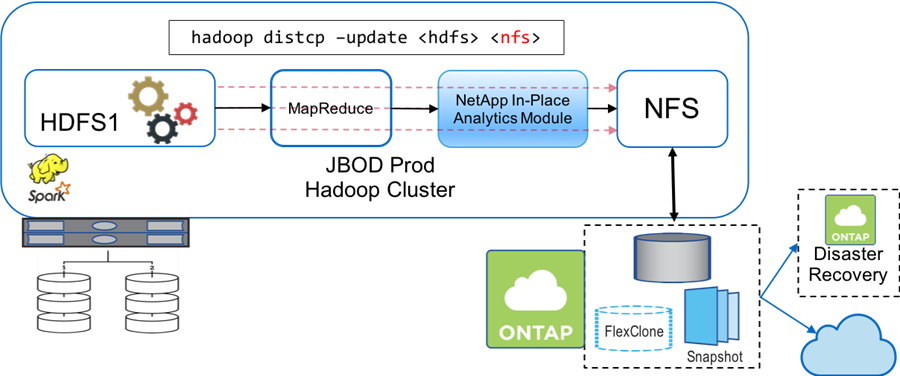 hadoop distcp –update <hdfs> <nfs>
HDFS1
MapReduce
NetApp In-Place
Analytics Module
NFS
JBOD Prod
Hadoop Cluster
Spark
1
2
ONTAP
FlexClone
Snapshot
ONTAP
Disaster
Recovery